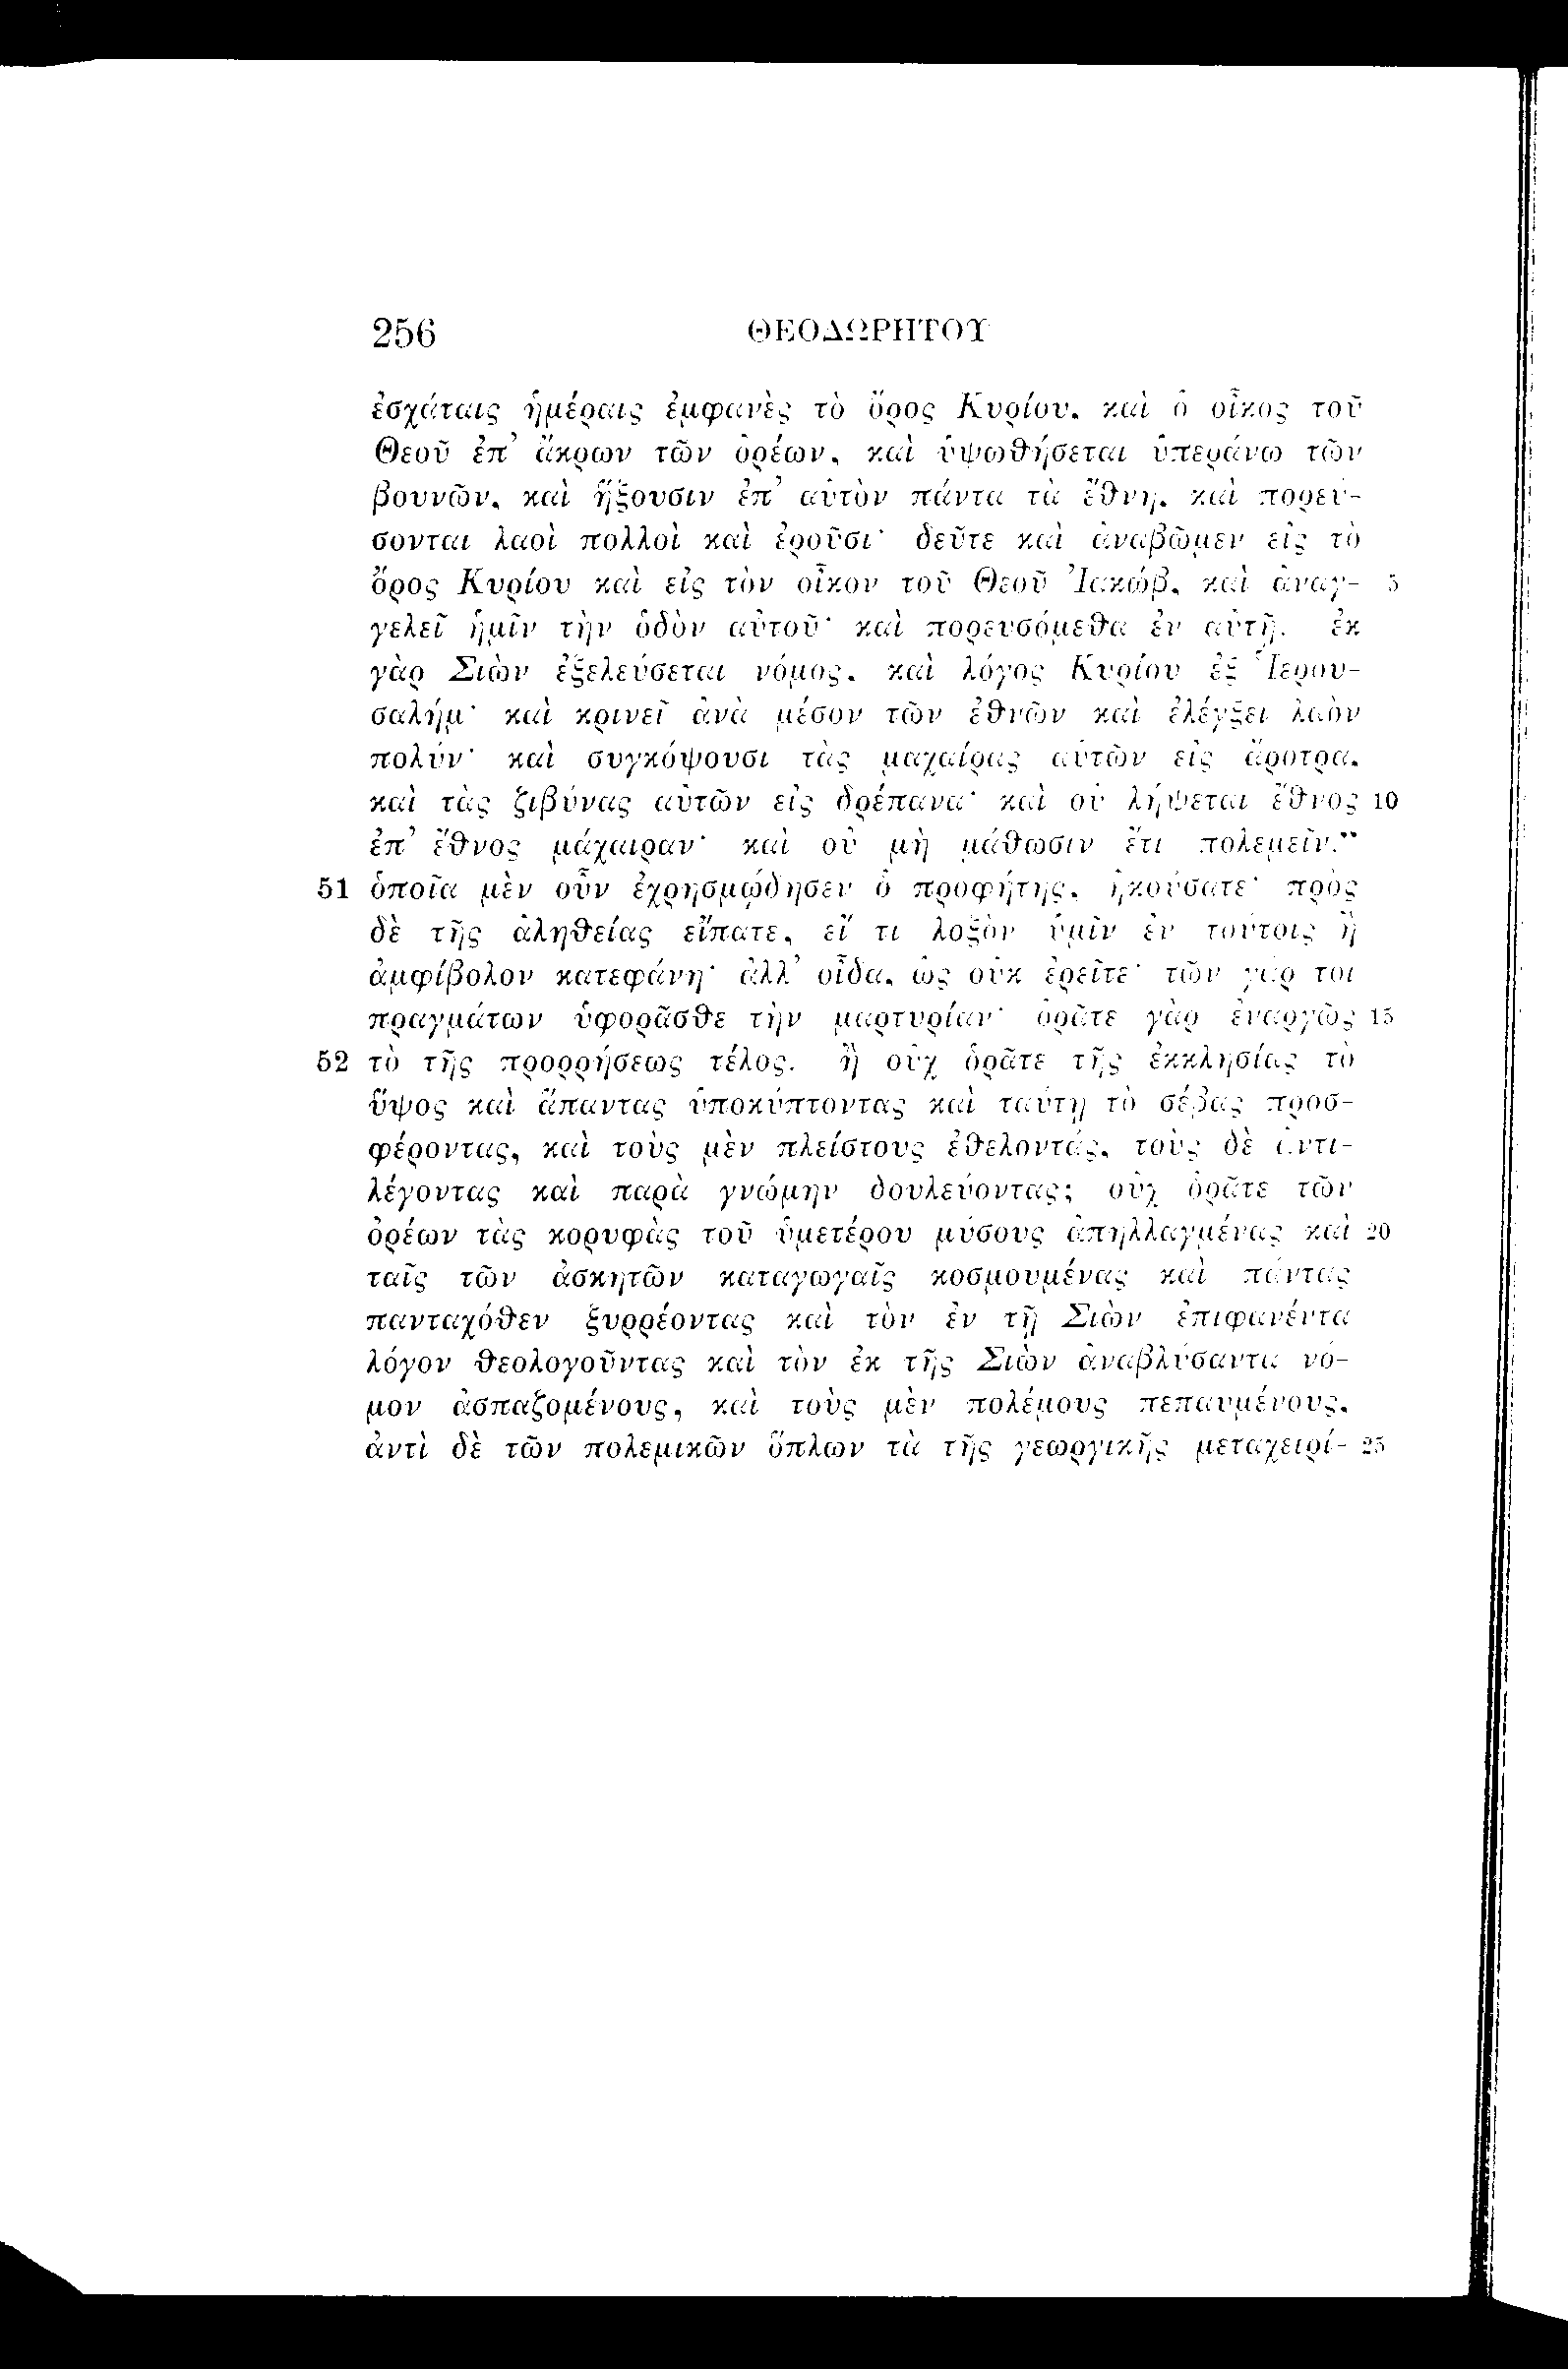 256 ΘΕΟΔΩΡΗΤΟΥ
ἐσχάταις ἡμέραις ἐμφανὲς τὸ ὄρος Κυρίου, καὶ ὁ οἶκος τοῦ
Θεοῦ ἐπ’ ἄκρων τῶν ὀρέων, καὶ ὑψωθήσεται ὑπεράνω τῶν
βουνῶν, καὶ ἥξουσιν ἐπ’ αὐτὸν πάντα τὰ ἔθνη, καὶ πορεύ-
σονται λαοὶ πολλοὶ καὶ ἐροῦσι· δεῦτε καὶ ἀναβῶμεν εἰς τὸ
ὄρος Κυρίου καὶ εἰς τὸν οἶκον τοῦ Θεοῦ Ἰακώβ, καὶ ἀναγ- 5
γελεῖ ἡμῖν τὴν ὁδὸν αὐτοῦ· καὶ πορευσόμεθα ἐν αὐτῇ. ἐκ
γὰρ Σιὼν ἐξελεύσεται νόμος, καὶ λόγος Κυρίου ἐξ Ἱερου-
σαλήμ· καὶ κρινεῖ ἀνὰ μέσον τῶν ἐθνῶν καὶ ἐλέγξει λαὸν
πολύν· καὶ συγκόψουσι τὰς μαχαίρας αὐτῶν εἰς ἄροτρα,
καὶ τὰς ζιβύνας αὐτῶν εἰς δρέπανα· καὶ οὐ λήψεται ἔθνος 10
ἐπ’ ἔθνος μάχαιραν· καὶ οὐ μὴ μάθωσιν ἔτι πολεμεῖν.“
51 ὁποῖα μὲν οὖν ἐχρησμῴδησεν ὁ προφήτης, ἠκούσατε· πρὸς
δὲ τῆς ἀληθείας εἴπατε, εἴ τι λοξὸν ὑμῖν ἐν τούτοις ἢ
ἀμφίβολον κατεφάνη· ἀλλ’ οἶδα, ὡς οὐκ ἐρεῖτε· τῶν γάρ τοι
πραγμάτων ὑφορᾶσθε τὴν μαρτυρίαν· ὁρᾶτε γὰρ ἐναργῶς 15
52 τὸ τῆς προρρήσεως τέλος. ἢ οὐχ ὁρᾶτε τῆς ἐκκλησίας τὸ
ὕψος καὶ ἅπαντας ὑποκύπτοντας καὶ ταύτῃ τὸ σέβας προσ-
φέροντας, καὶ τοὺς μὲν πλείστους ἐθελοντάς, τοὺς δὲ ἀντι-
λέγοντας καὶ παρὰ γνώμην δουλεύοντας; οὐχ ὁρᾶτε τῶν
ὀρέων τὰς κορυφὰς τοῦ ὑμετέρου μύσους ἀπηλλαγμένας καὶ 20
ταῖς τῶν ἀσκητῶν καταγωγαῖς κοσμουμένας καὶ πάντας
πανταχόθεν ξυρρέοντας καὶ τὸν ἐν τῇ Σιὼν ἐπιφανέντα
λόγον θεολογοῦντας καὶ τὸν ἐκ τῆς Σιὼν ἀναβλύσαντα νό-
μον ἀσπαζομένους, καὶ τοὺς μὲν πολέμους πεπαυμένους,
ἀντὶ δὲ τῶν πολεμικῶν ὅπλων τὰ τῆς γεωργικῆς μεταχειρί- 25